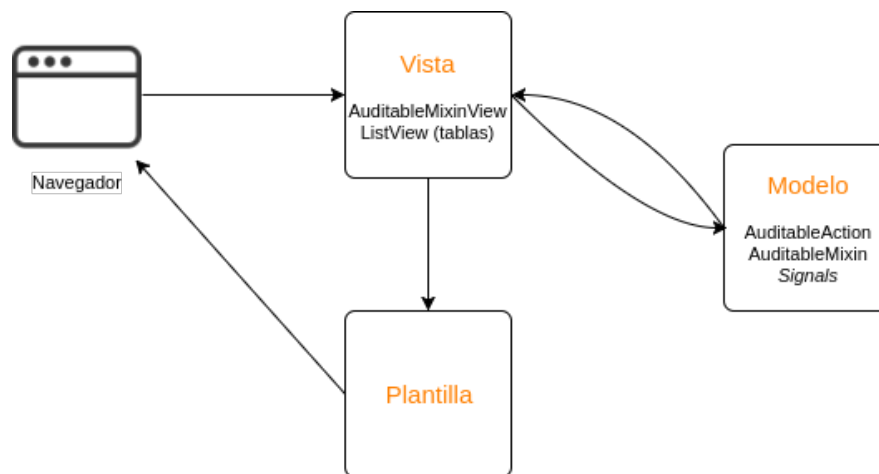 Vista
AuditableMixinView
ListView (tablas)
Navegador
Modelo
AuditableAction
AuditableMixin
Signals
Plantilla